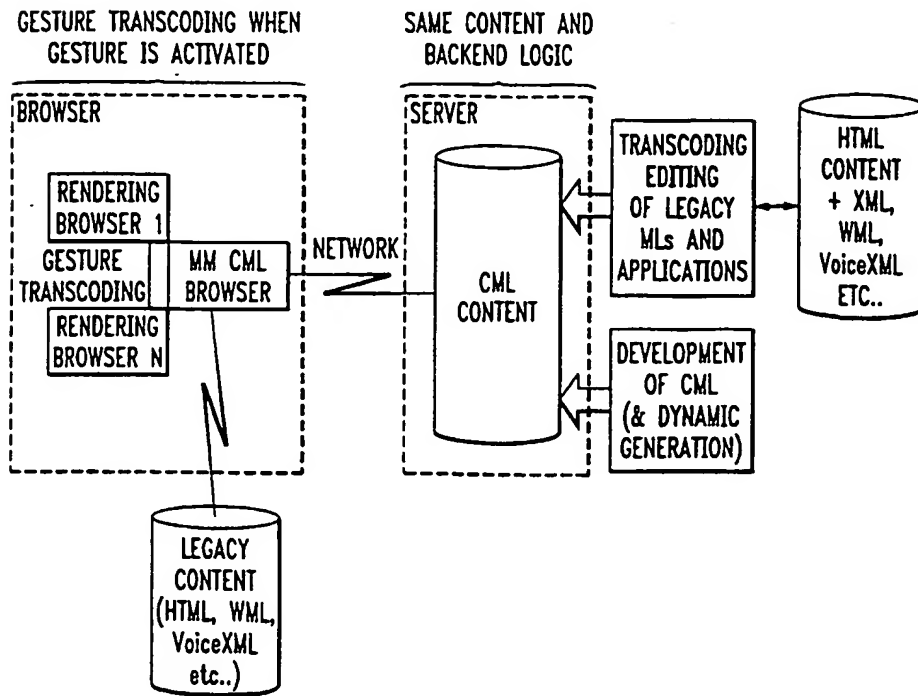 GESTURE TRANSCODING WHEN
GESTURE IS ACTIVATED
SAME CONTENT AND
BACKEND LOGIC
BROWSER
RENDERING
BROWSER 1
GESTURE
TRANSCODING
MM CML
BROWSER
RENDERING
BROWSER N
NETWORK
SERVER
CML
CONTENT
TRANSCODING
EDITING
OF LEGACY
MLs AND
APPLICATIONS
HTML
CONTENT
+ XML,
WML,
VoiceXML
ETC..
DEVELOPMENT
OF CML
(& DYNAMIC
GENERATION)
LEGACY
CONTENT
(HTML, WML,
VoiceXML
etc..)